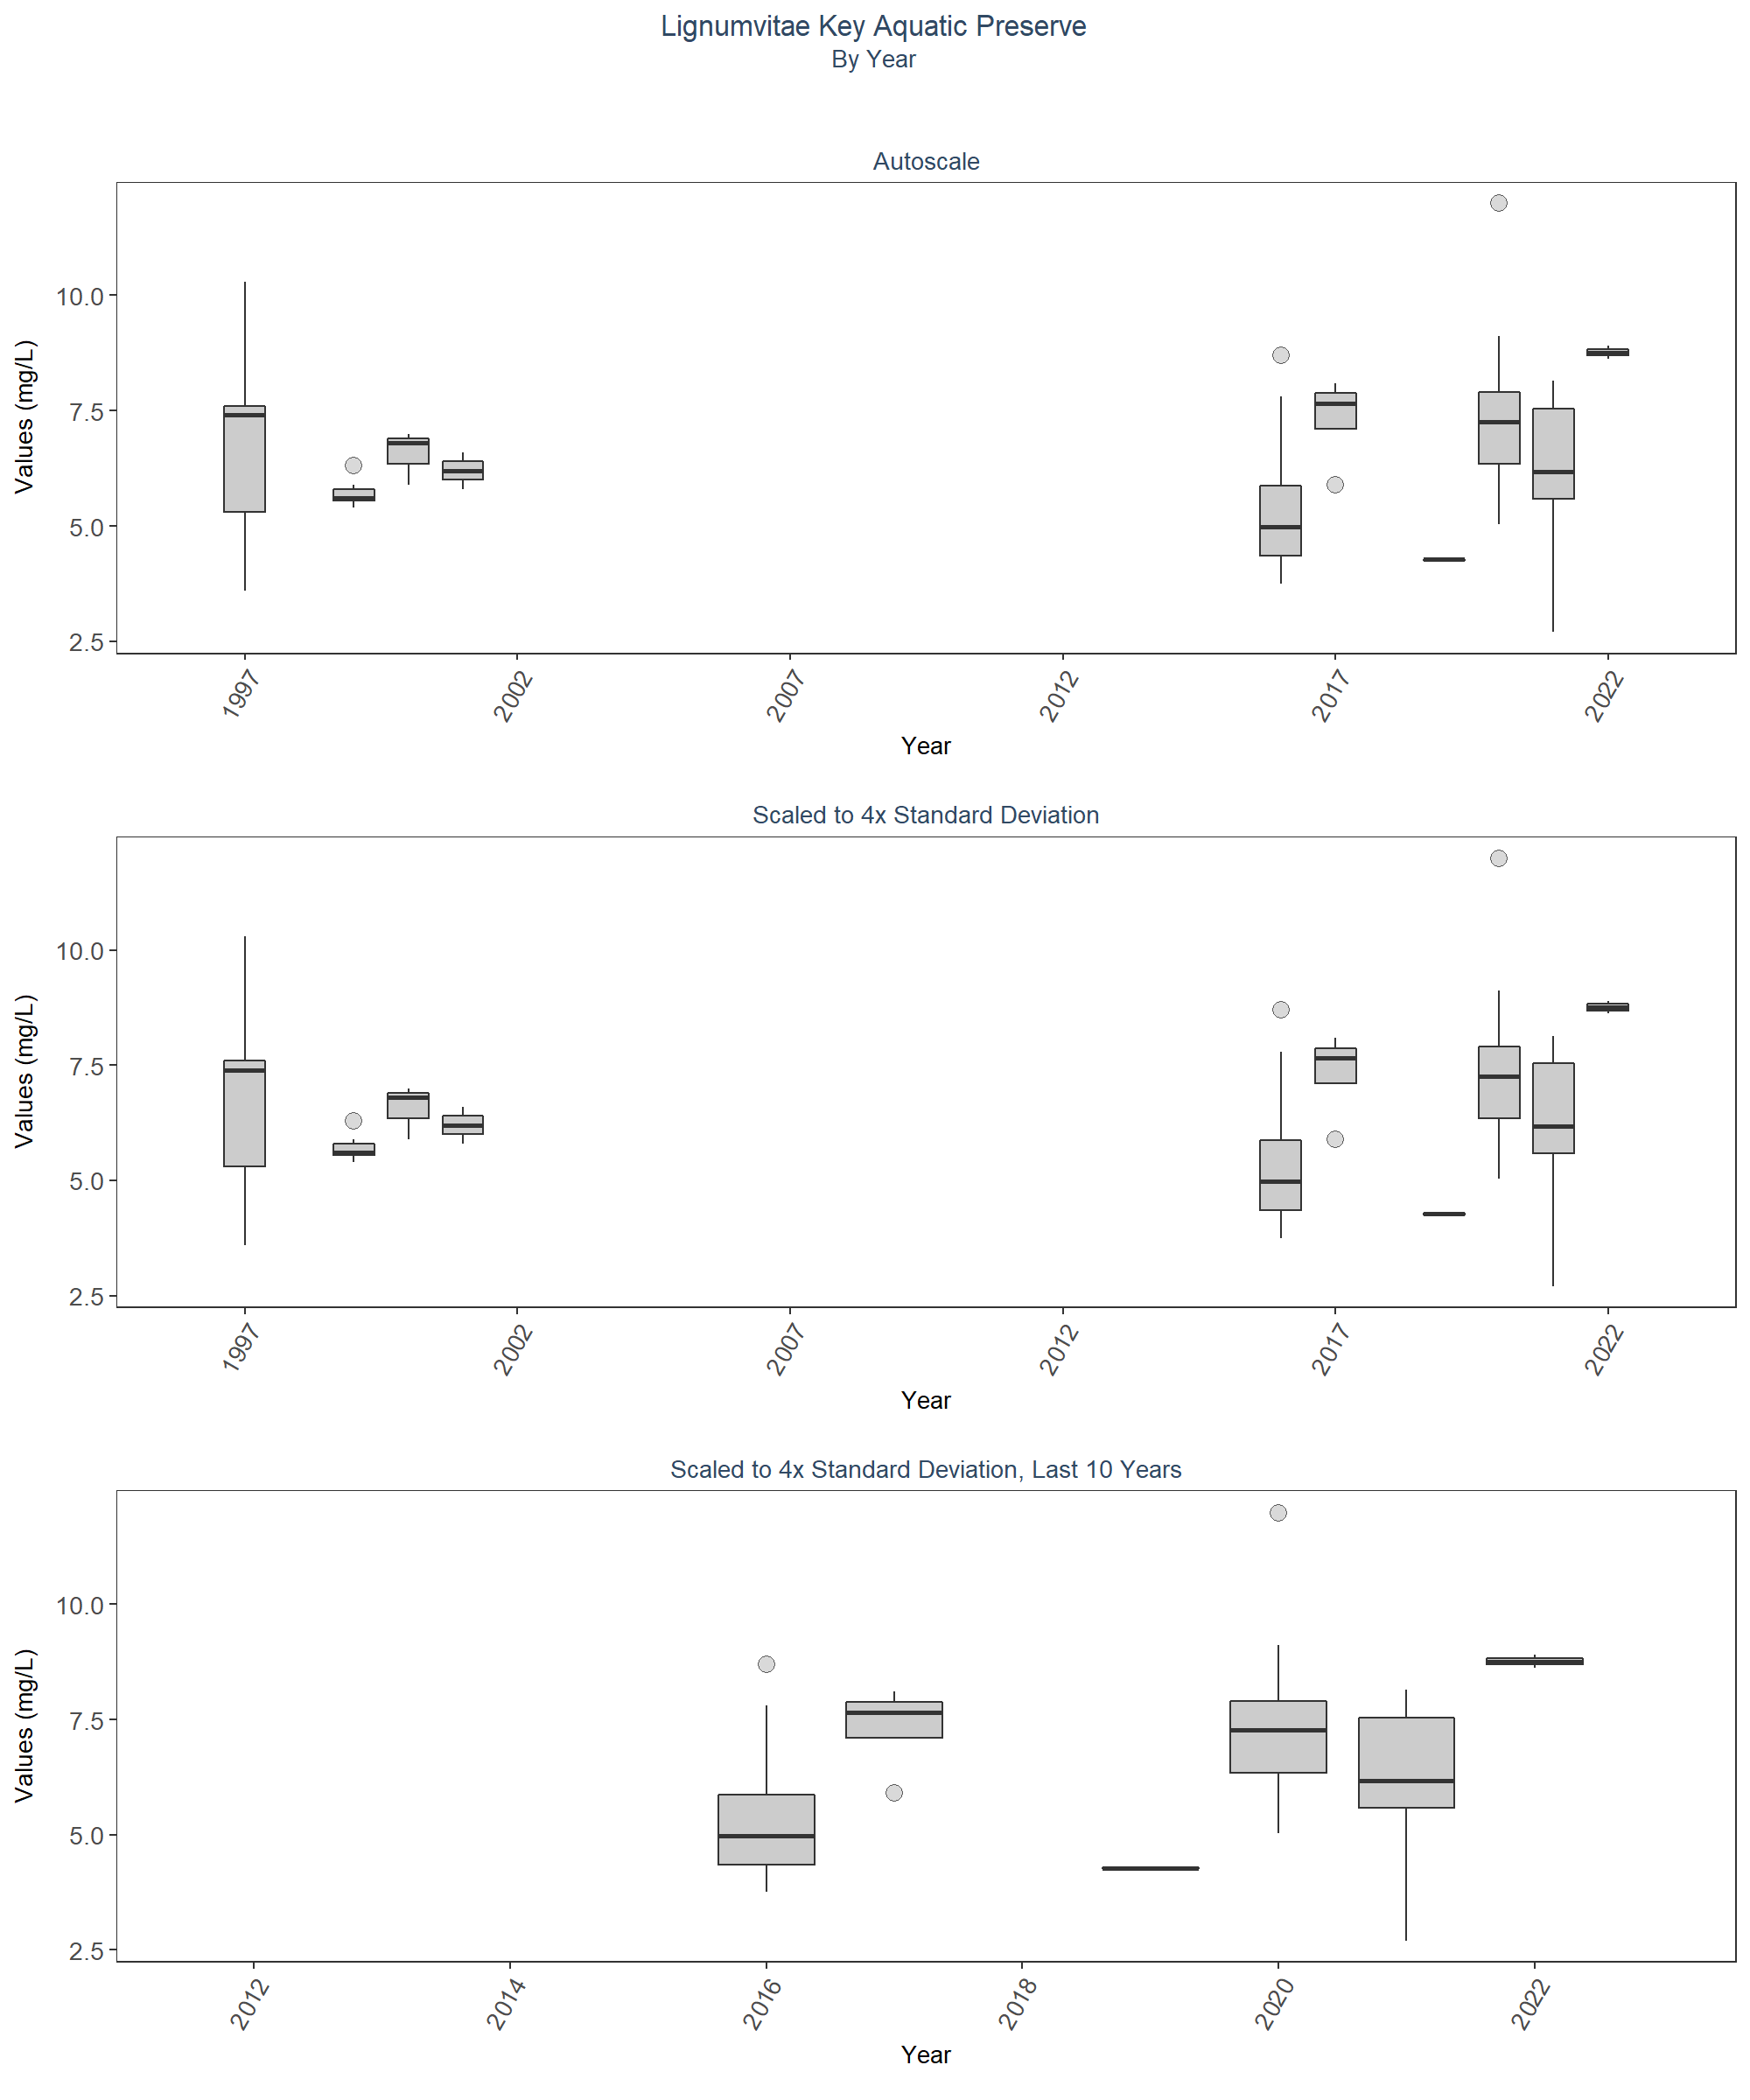 Lignumvitae Key Aquatic Preserve
By Year
Autoscale
Values (mg/L)
10.0
7.5
5.0
2.5
1997
2002
2007
2012
2017
2022
Year
Scaled to 4x Standard Deviation
Values (mg/L)
10.0
7.5
5.0
2.5
1997
2002
2007
2012
2017
2022
Year
Scaled to 4x Standard Deviation, Last 10 Years
Values (mg/L)
10.0
7.5
5.0
2.5
2012
2014
2016
2018
2020
2022
Year